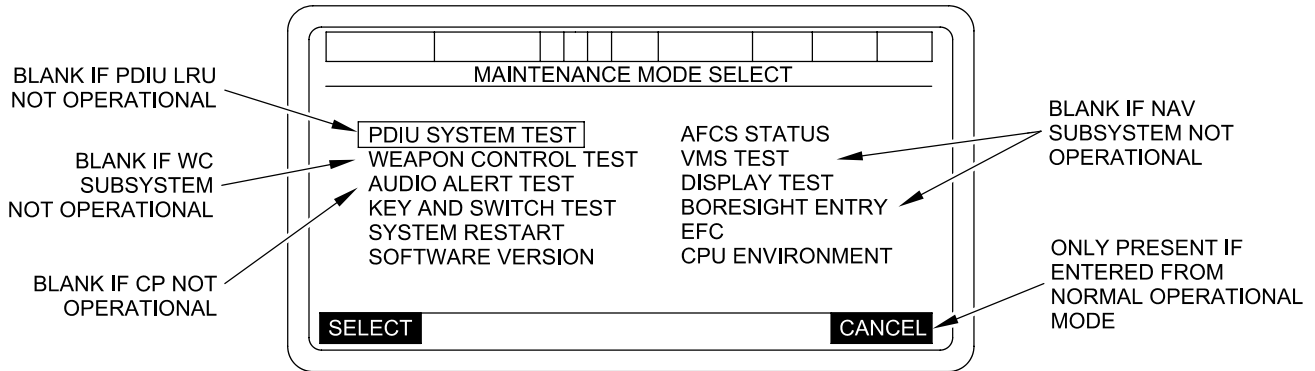 MAINTENANCE MODE SELECT
BLANK IF PDIU LRU
NOT OPERATIONAL
BLANK IF WC
SUBSYSTEM
NOT OPERATIONAL
BLANK IF CP NOT
OPERATIONAL
PDIU SYSTEM TEST
WEAPON CONTROL TEST
AUDIO ALERT TEST
KEY AND SWITCH TEST
SYSTEM RESTART
SOFTWARE VERSION
AFCS STATUS
VMS TEST
DISPLAY TEST
BORESIGHT ENTRY
EFC
CPU ENVIRONMENT
BLANK IF NAV
SUBSYSTEM NOT
OPERATIONAL
ONLY PRESENT IF
ENTERED FROM
NORMAL OPERATIONAL
MODE
SELECT
CANCEL